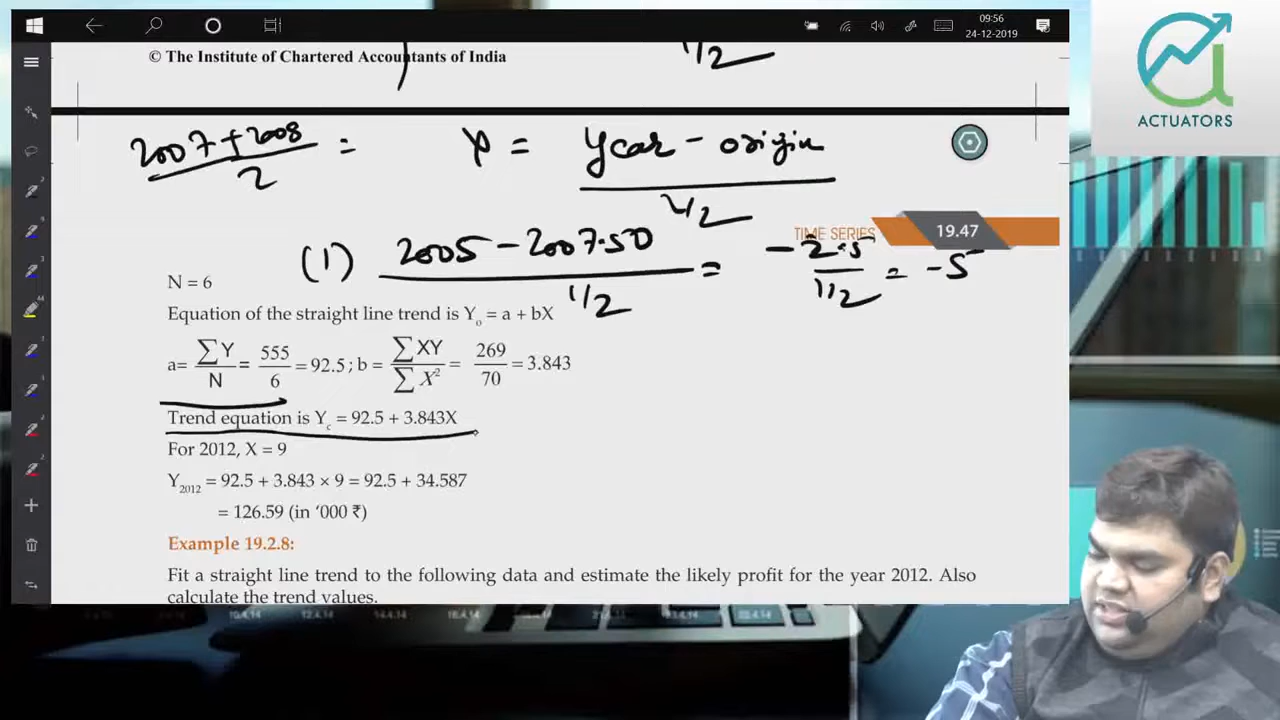 09:56
24-12-2019
© The Institute of Chartered Accountants of India
1/2
ACTUATORS
2007+2008 / 2 =
X = Year - origin / 1/2
TIME SERIES 19.47
(1) 2005 - 2007.50 / 1/2 = -2.5 / 1/2 = -5
N = 6
Equation of the straight line trend is Y₀ = a + bX
a= ∑Y / N = 555 / 6 = 92.5 ; b = ∑XY / ∑X² = 269 / 70 = 3.843
Trend equation is Y_c = 92.5 + 3.843X
For 2012, X = 9
Y₂₀₁₂ = 92.5 + 3.843 × 9 = 92.5 + 34.587
= 126.59 (in ‘000 ₹)
Example 19.2.8:
Fit a straight line trend to the following data and estimate the likely profit for the year 2012. Also
calculate the trend values.